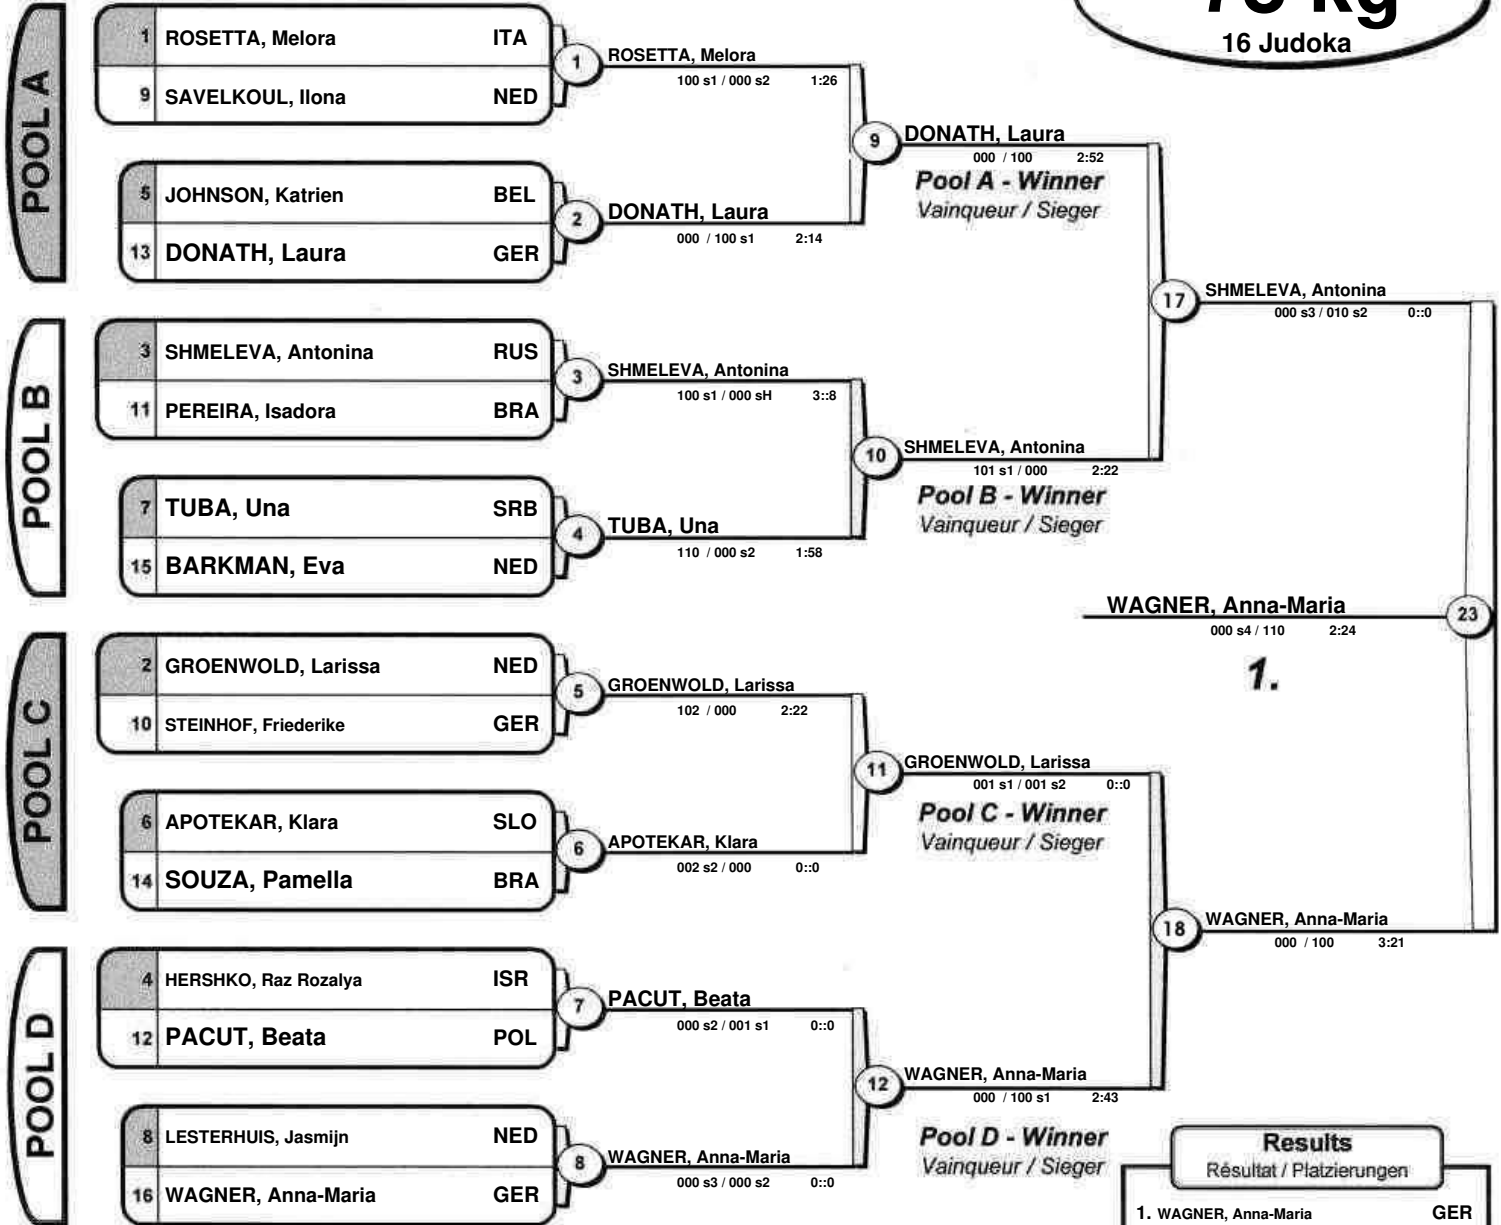 78 kg
16 Judoka
POOL A
1 ROSETTA, Melora ITA
9 SAVELKOUL, Ilona NED
5 JOHNSON, Katrien BEL
13 DONATH, Laura GER
POOL B
3 SHMELEVA, Antonina RUS
11 PEREIRA, Isadora BRA
7 TUBA, Una SRB
15 BARKMAN, Eva NED
POOL C
2 GROENWOLD, Larissa NED
10 STEINHOF, Friederike GER
6 APOTEKAR, Klara SLO
14 SOUZA, Pamella BRA
POOL D
4 HERSHKO, Raz Rozalya ISR
12 PACUT, Beata POL
8 LESTERHUIS, Jasmijn NED
16 WAGNER, Anna-Maria GER
1 ROSETTA, Melora
100 s1 / 000 s2 1:26
2 DONATH, Laura
000 / 100 s1 2:14
3 SHMELEVA, Antonina
100 s1 / 000 sH 3::8
4 TUBA, Una
110 / 000 s2 1:58
5 GROENWOLD, Larissa
102 / 000 2:22
6 APOTEKAR, Klara
002 s2 / 000 0::0
7 PACUT, Beata
000 s2 / 001 s1 0::0
8 WAGNER, Anna-Maria
000 s3 / 000 s2 0::0
9 DONATH, Laura
000 / 100 2:52
Pool A - Winner
Vainqueur / Sieger
10 SHMELEVA, Antonina
101 s1 / 000 2:22
Pool B - Winner
Vainqueur / Sieger
11 GROENWOLD, Larissa
001 s1 / 001 s2 0::0
Pool C - Winner
Vainqueur / Sieger
12 WAGNER, Anna-Maria
000 / 100 s1 2:43
Pool D - Winner
Vainqueur / Sieger
17 SHMELEVA, Antonina
000 s3 / 010 s2 0::0
18 WAGNER, Anna-Maria
000 / 100 3:21
WAGNER, Anna-Maria 23
000 s4 / 110 2:24
1.
Results
Résultat / Platzierungen
1. WAGNER, Anna-Maria GER